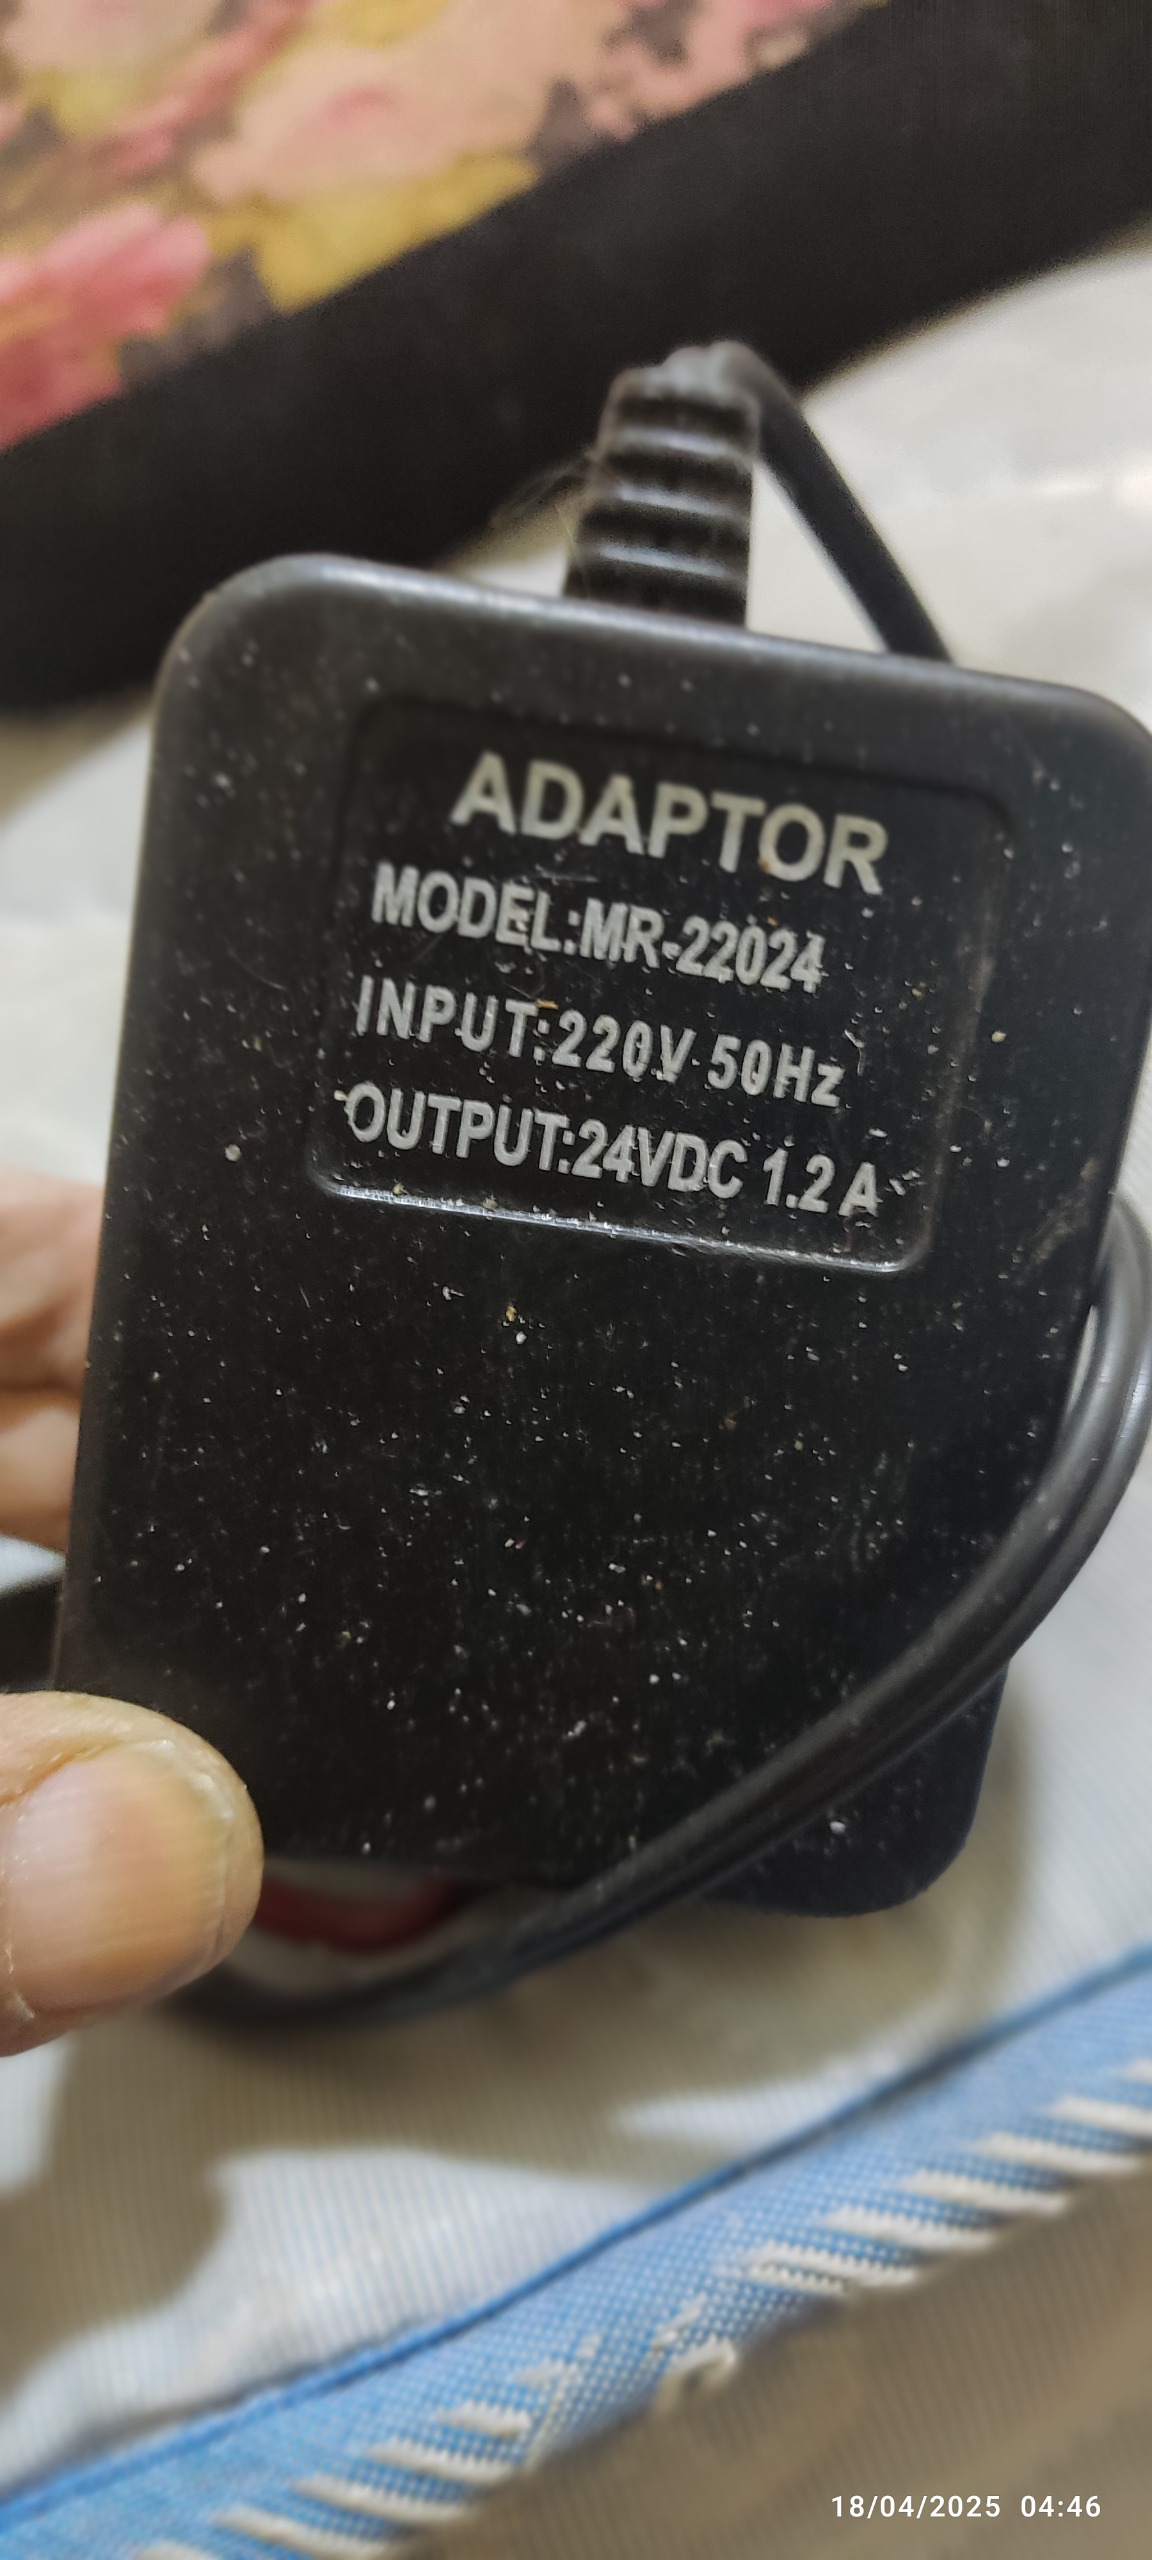 ADAPTOR
MODEL:MR-22024
INPUT:220V 50Hz
OUTPUT:24VDC 1.2 A
18/04/2025 04:46